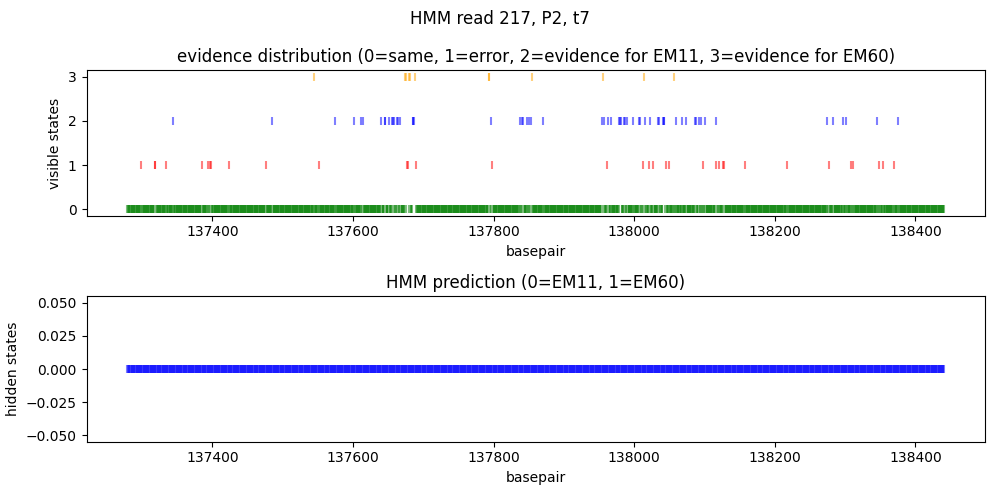 HMM read 217, P2, t7
evidence distribution (0=same, 1=error, 2=evidence for EM11, 3=evidence for EM60)
visible states
3
2
1
0
137400 137600 137800 138000 138200 138400
basepair
HMM prediction (0=EM11, 1=EM60)
hidden states
0.050
0.025
0.000
−0.025
−0.050
137400 137600 137800 138000 138200 138400
basepair